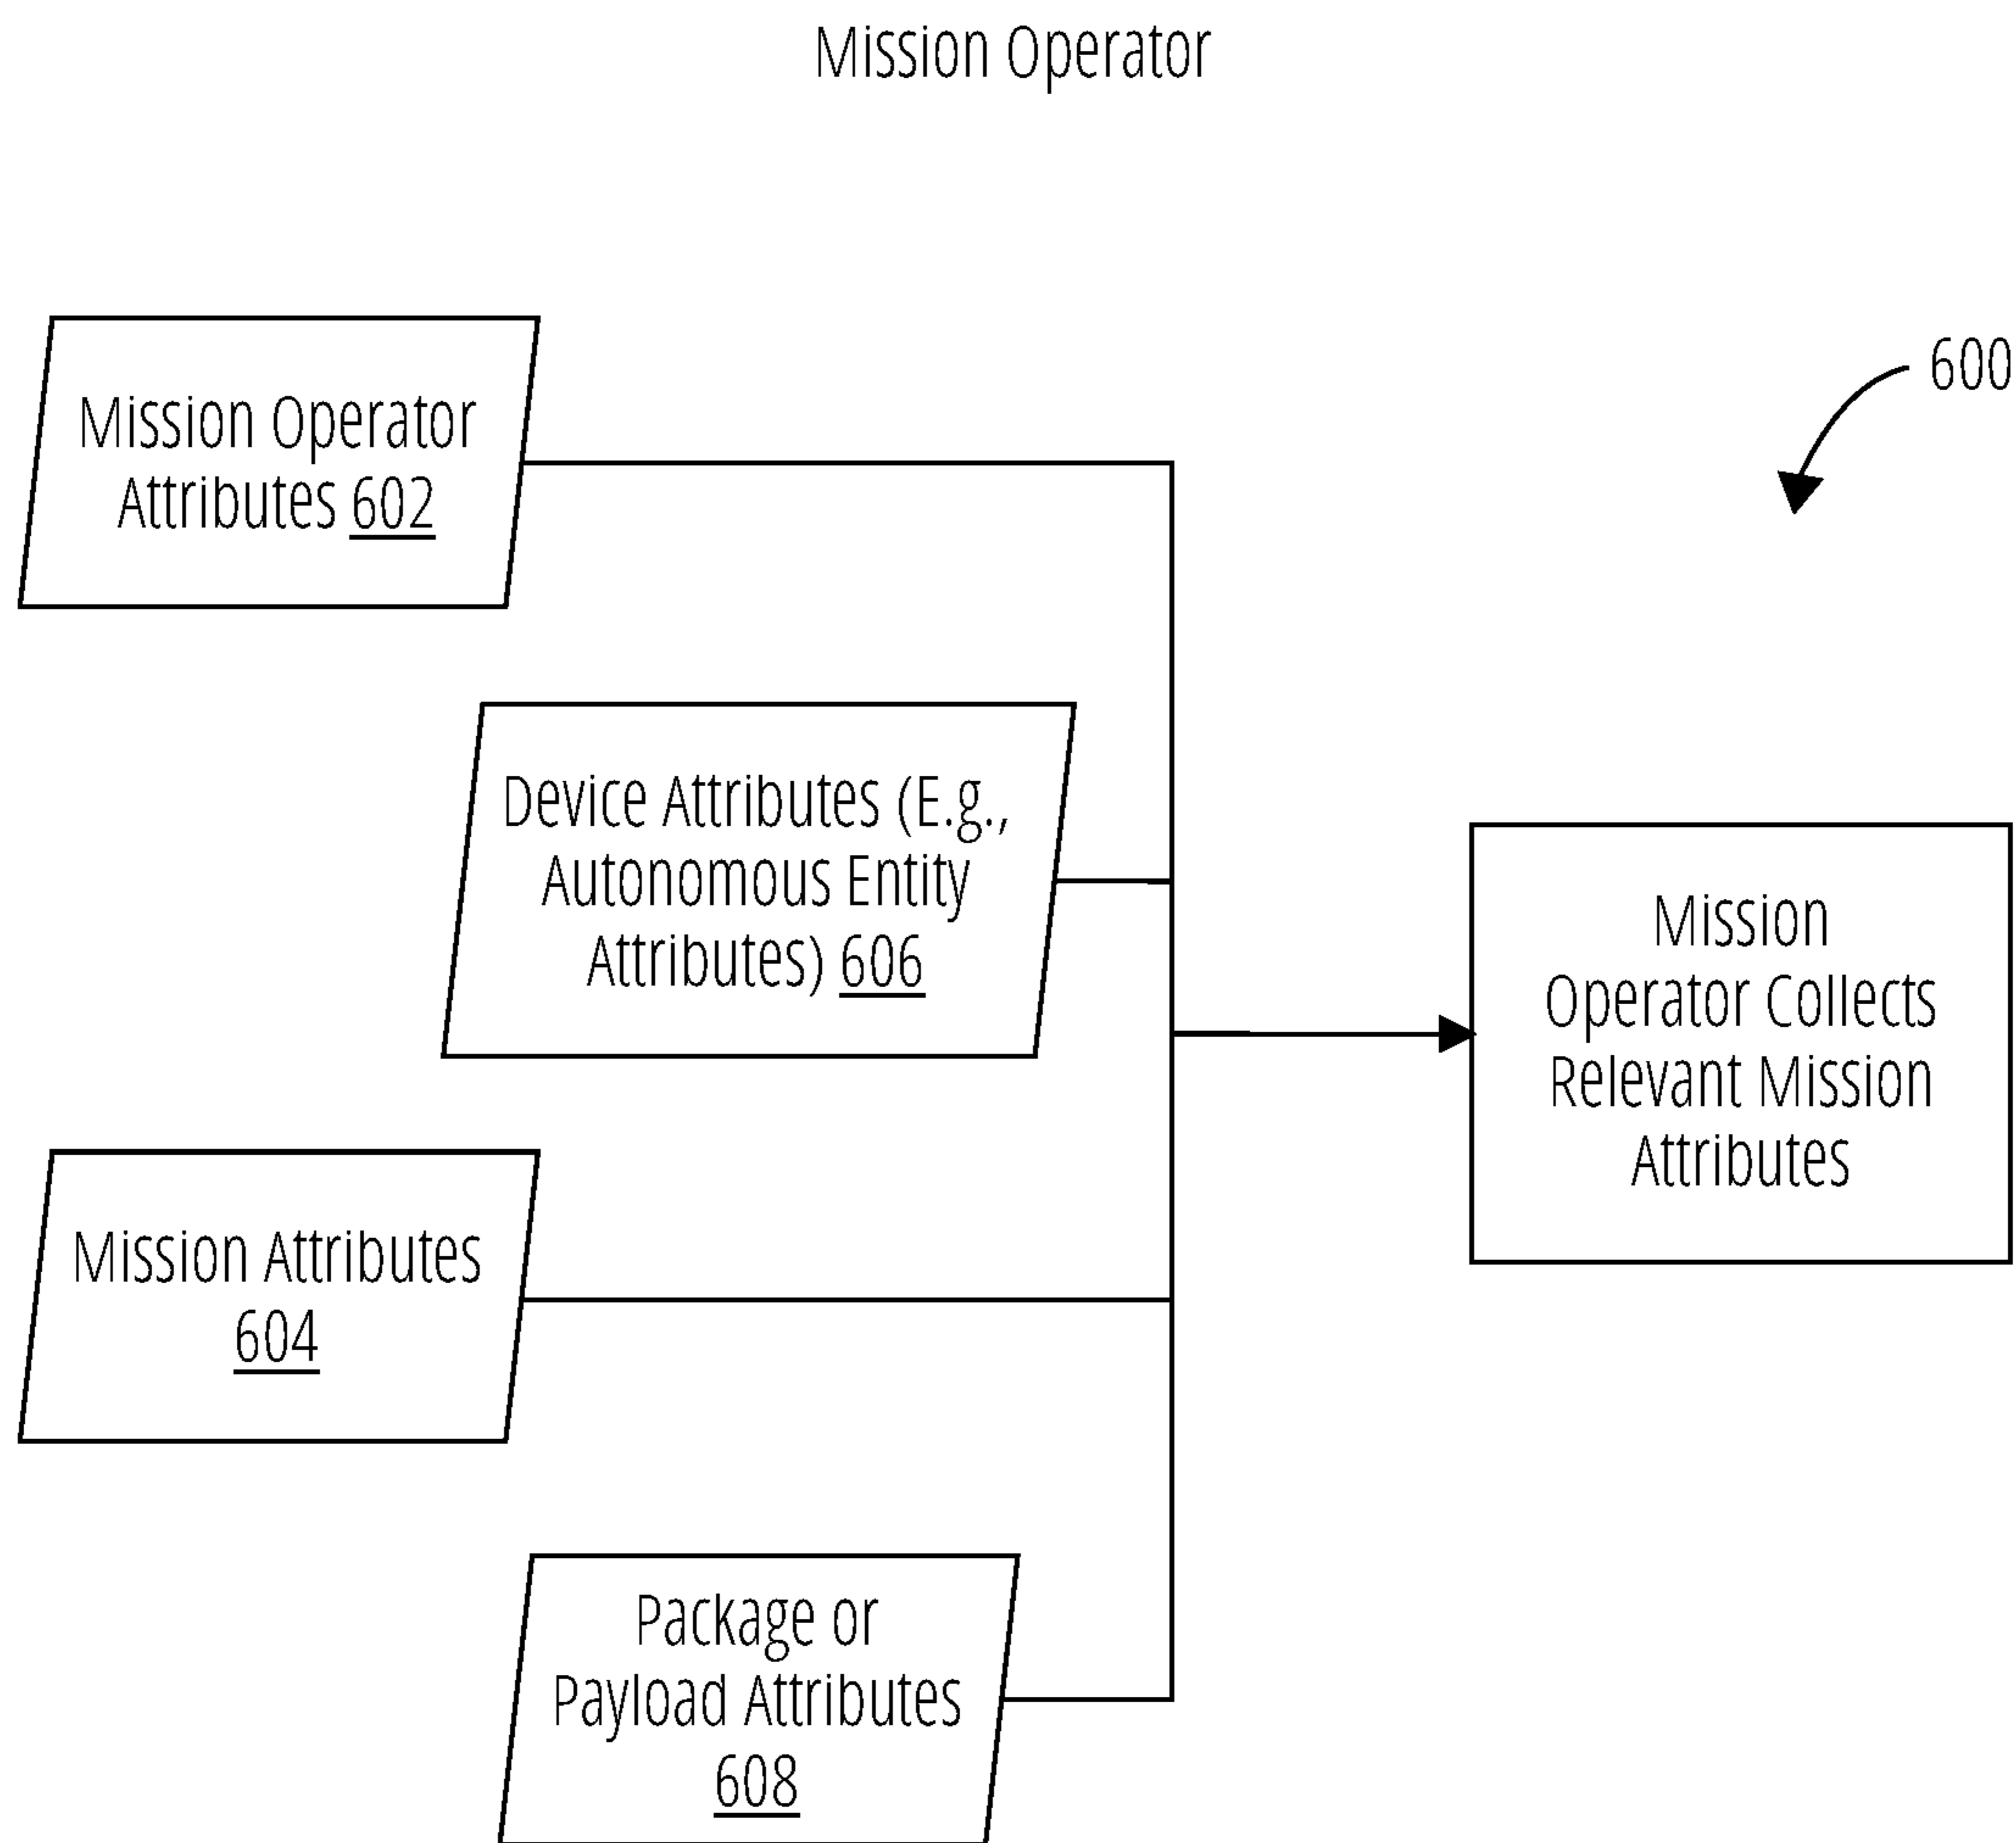 Mission Operator
600
Mission Operator
Attributes 602
Device Attributes (E.g.,
Autonomous Entity
Attributes) 606
Mission
Operator Collects
Relevant Mission
Attributes
Mission Attributes
604
Package or
Payload Attributes
608